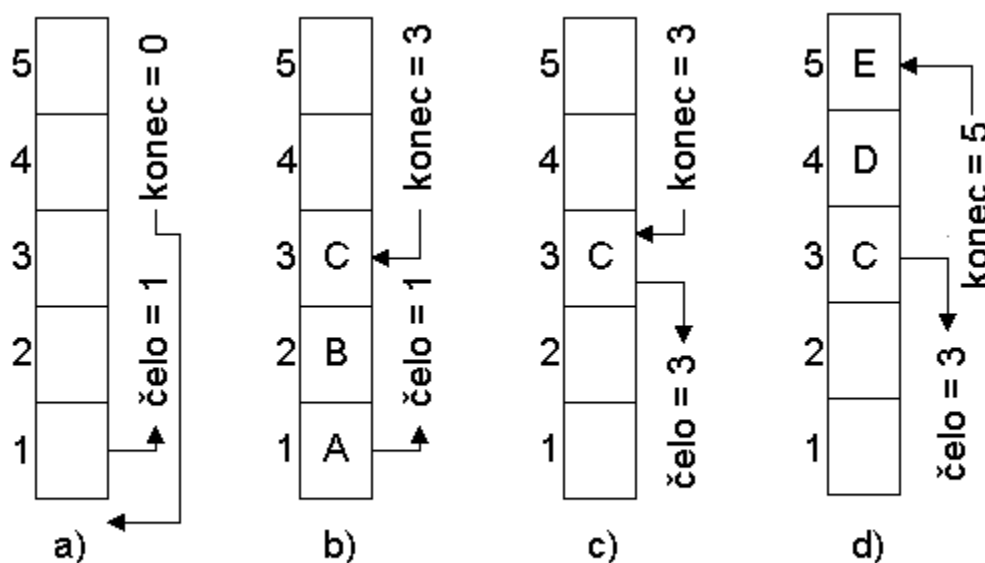 5
4
3
2
1
konec = 0
čelo = 1
a)
5
4
3 C
2 B
1 A
konec = 3
čelo = 1
b)
5
4
3 C
2
1
konec = 3
čelo = 3
c)
5 E
4 D
3 C
2
1
konec = 5
čelo = 3
d)